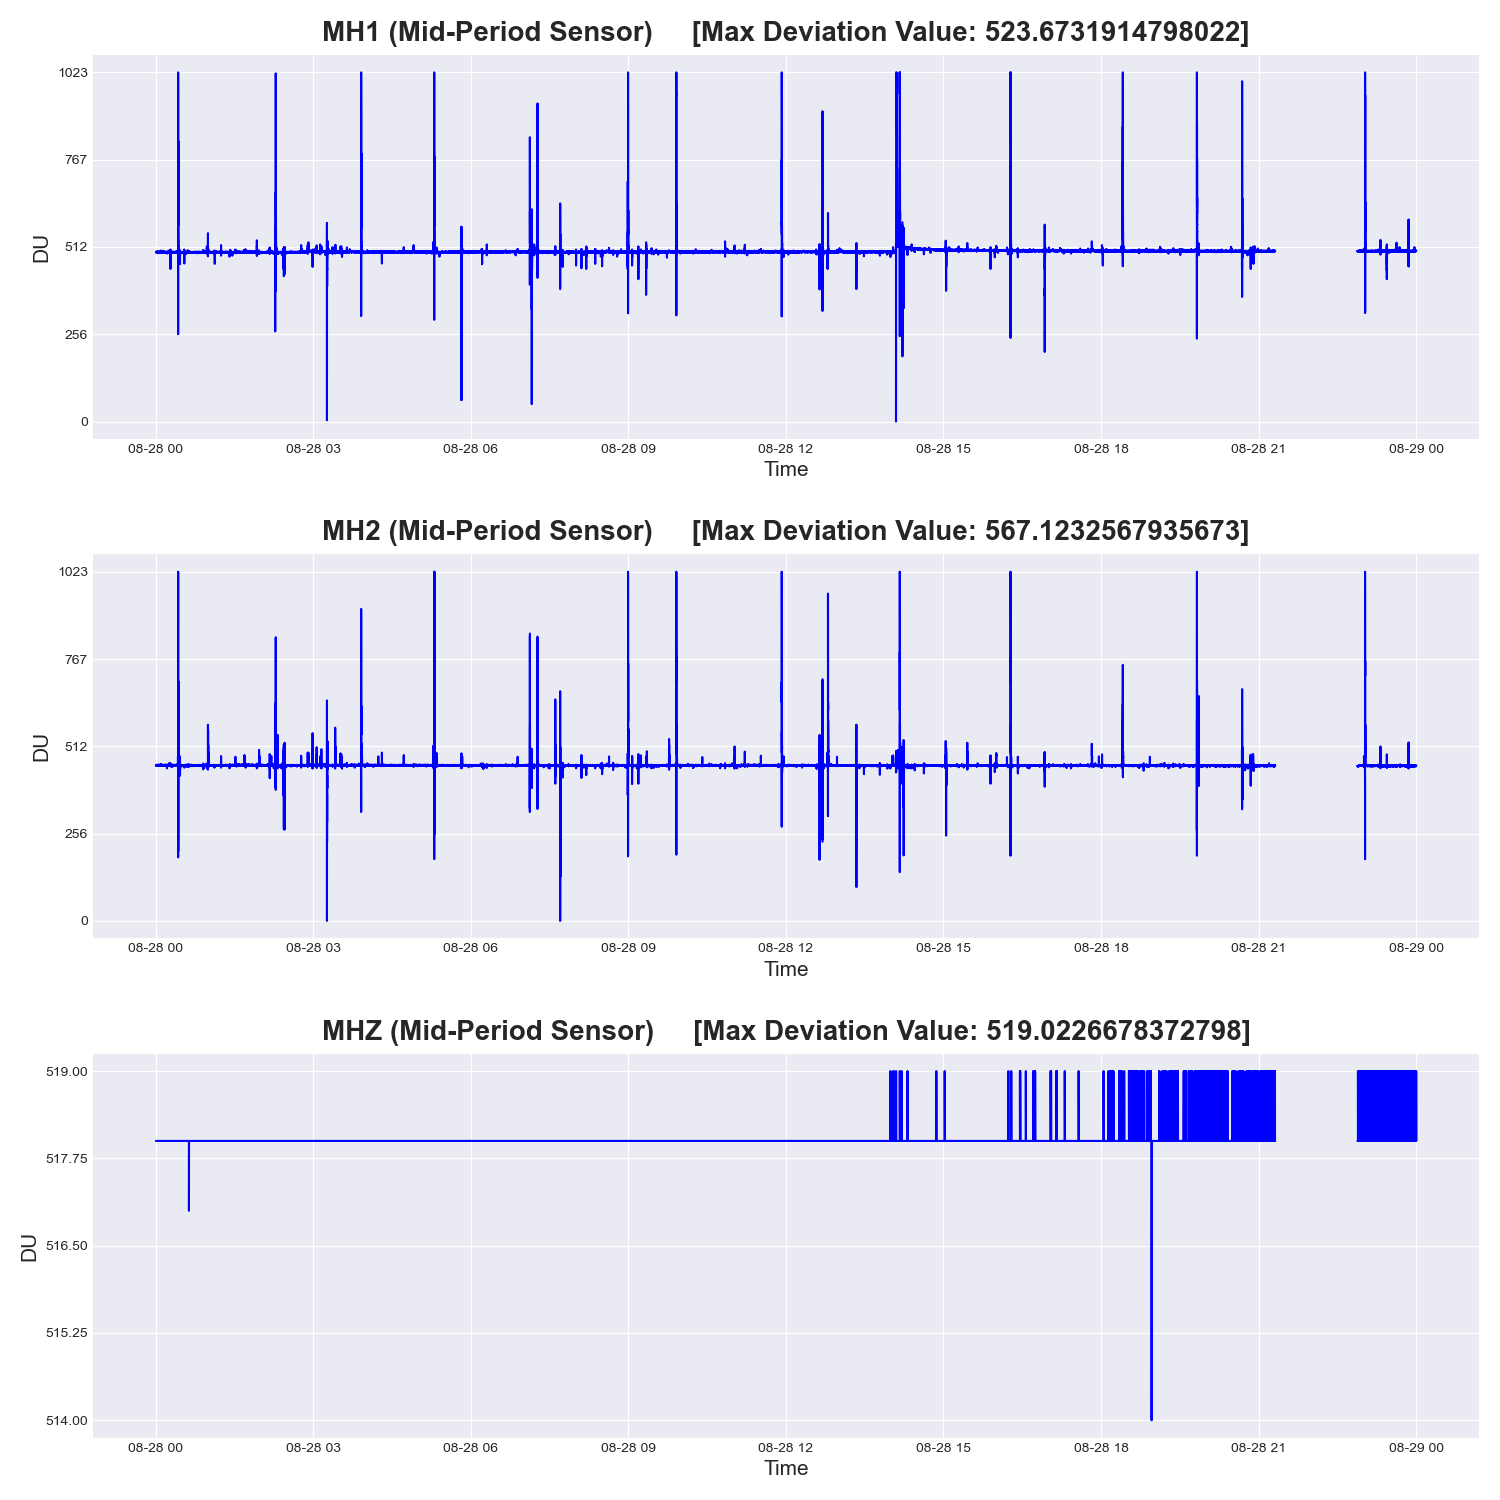 MH1 (Mid-Period Sensor) [Max Deviation Value: 523.6731914798022]
1023
767
512
256
0
DU
08-28 00 08-28 03 08-28 06 08-28 09 08-28 12 08-28 15 08-28 18 08-28 21 08-29 00
Time
MH2 (Mid-Period Sensor) [Max Deviation Value: 567.1232567935673]
1023
767
512
256
0
DU
08-28 00 08-28 03 08-28 06 08-28 09 08-28 12 08-28 15 08-28 18 08-28 21 08-29 00
Time
MHZ (Mid-Period Sensor) [Max Deviation Value: 519.0226678372798]
519.00
517.75
516.50
515.25
514.00
DU
08-28 00 08-28 03 08-28 06 08-28 09 08-28 12 08-28 15 08-28 18 08-28 21 08-29 00
Time